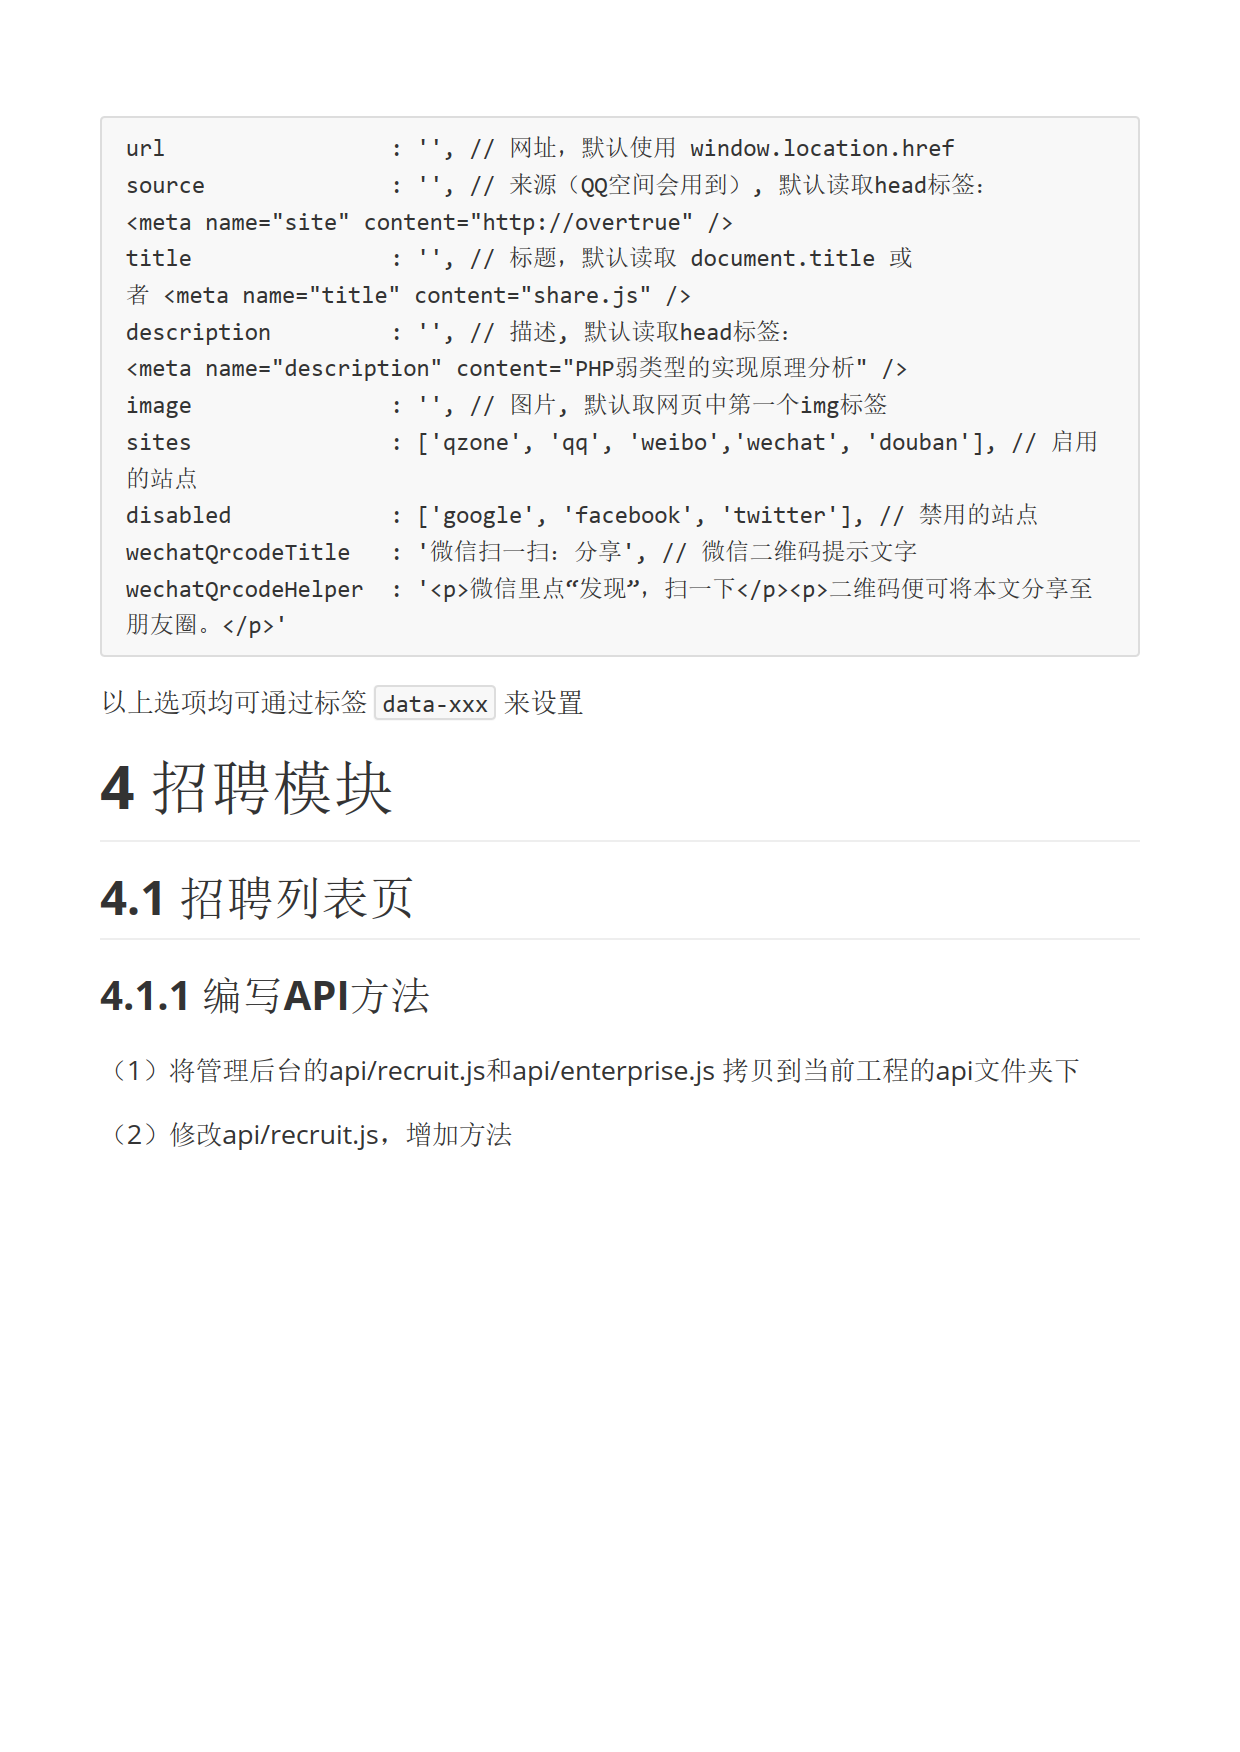 url                 : '', // 网址，默认使用 window.location.href
source              : '', // 来源（QQ空间会用到）, 默认读取head标签：
<meta name="site" content="http://overtrue" />
title               : '', // 标题，默认读取 document.title 或
者 <meta name="title" content="share.js" />
description         : '', // 描述, 默认读取head标签：
<meta name="description" content="PHP弱类型的实现原理分析" />
image               : '', // 图片, 默认取网页中第一个img标签
sites               : ['qzone', 'qq', 'weibo','wechat', 'douban'], // 启用
的站点
disabled            : ['google', 'facebook', 'twitter'], // 禁用的站点
wechatQrcodeTitle   : '微信扫一扫：分享', // 微信二维码提示文字
wechatQrcodeHelper  : '<p>微信里点“发现”，扫一下</p><p>二维码便可将本文分享至
朋友圈。</p>'
以上选项均可通过标签 data-xxx 来设置
4 招聘模块
4.1 招聘列表页
4.1.1 编写API方法
（1）将管理后台的api/recruit.js和api/enterprise.js 拷贝到当前工程的api文件夹下
（2）修改api/recruit.js，增加方法